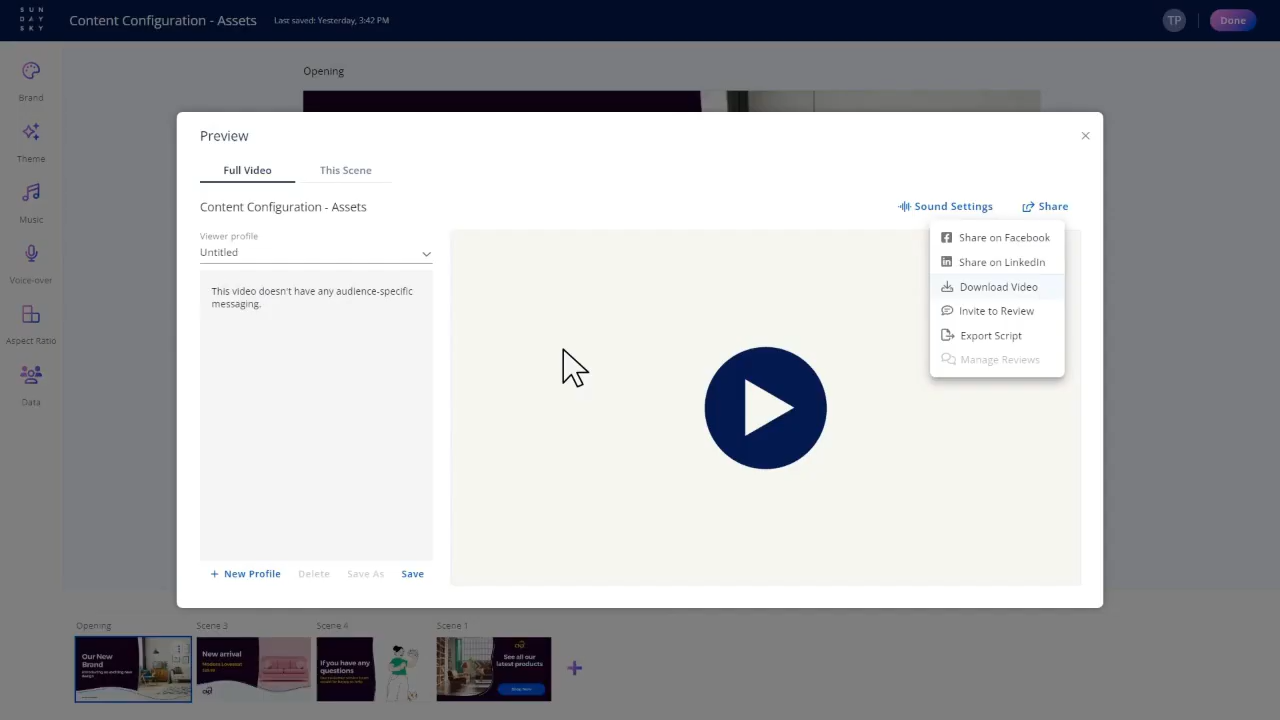 SUN
DAY
SKY
Content Configuration - Assets
Last saved: Yesterday, 3:42 PM
TP
Done
Brand
Theme
Music
Voice-over
Aspect Ratio
Data
Opening
Preview
Full Video
This Scene
Content Configuration - Assets
Sound Settings
Share
Viewer profile
Untitled
This video doesn't have any audience-specific
messaging.
Share on Facebook
Share on LinkedIn
Download Video
Invite to Review
Export Script
Manage Reviews
+ New Profile
Delete
Save As
Save
Opening
Our New
Brand
Scene 3
New arrival
Modern Loveseat
Scene 4
If you have any
questions
Scene 1
See all our
latest products